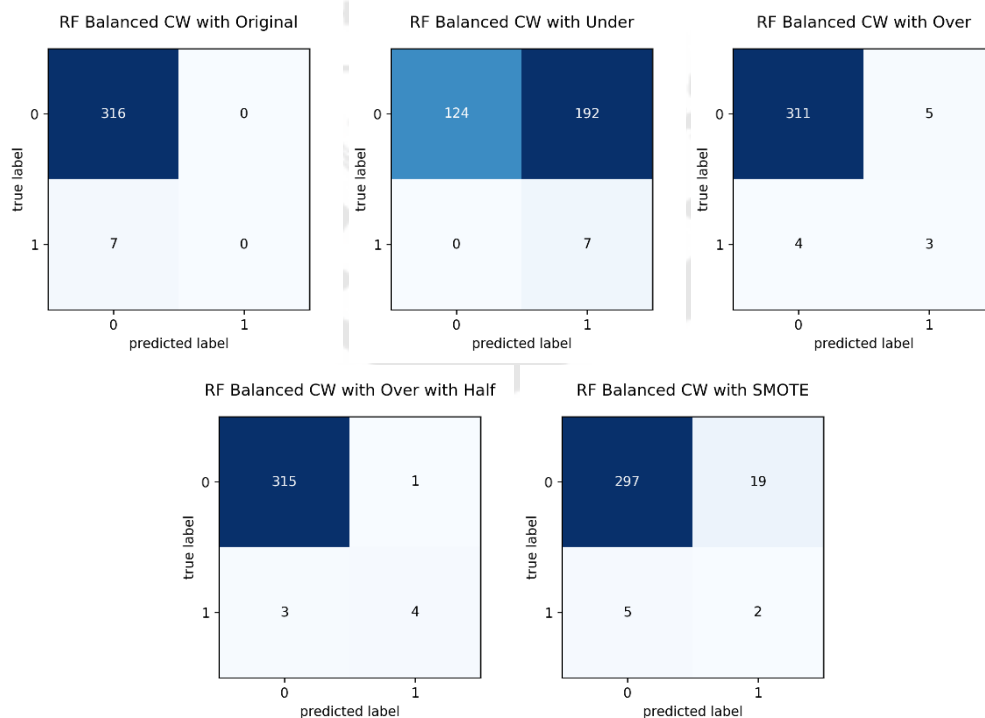 RF Balanced CW with Original
0
316
0
true label
1
7
0
0
1
predicted label
RF Balanced CW with Under
0
124
192
true label
1
0
7
0
1
predicted label
RF Balanced CW with Over
0
311
5
true label
1
4
3
0
1
predicted label
RF Balanced CW with Over with Half
0
315
1
true label
1
3
4
0
1
predicted label
RF Balanced CW with SMOTE
0
297
19
true label
1
5
2
0
1
predicted label